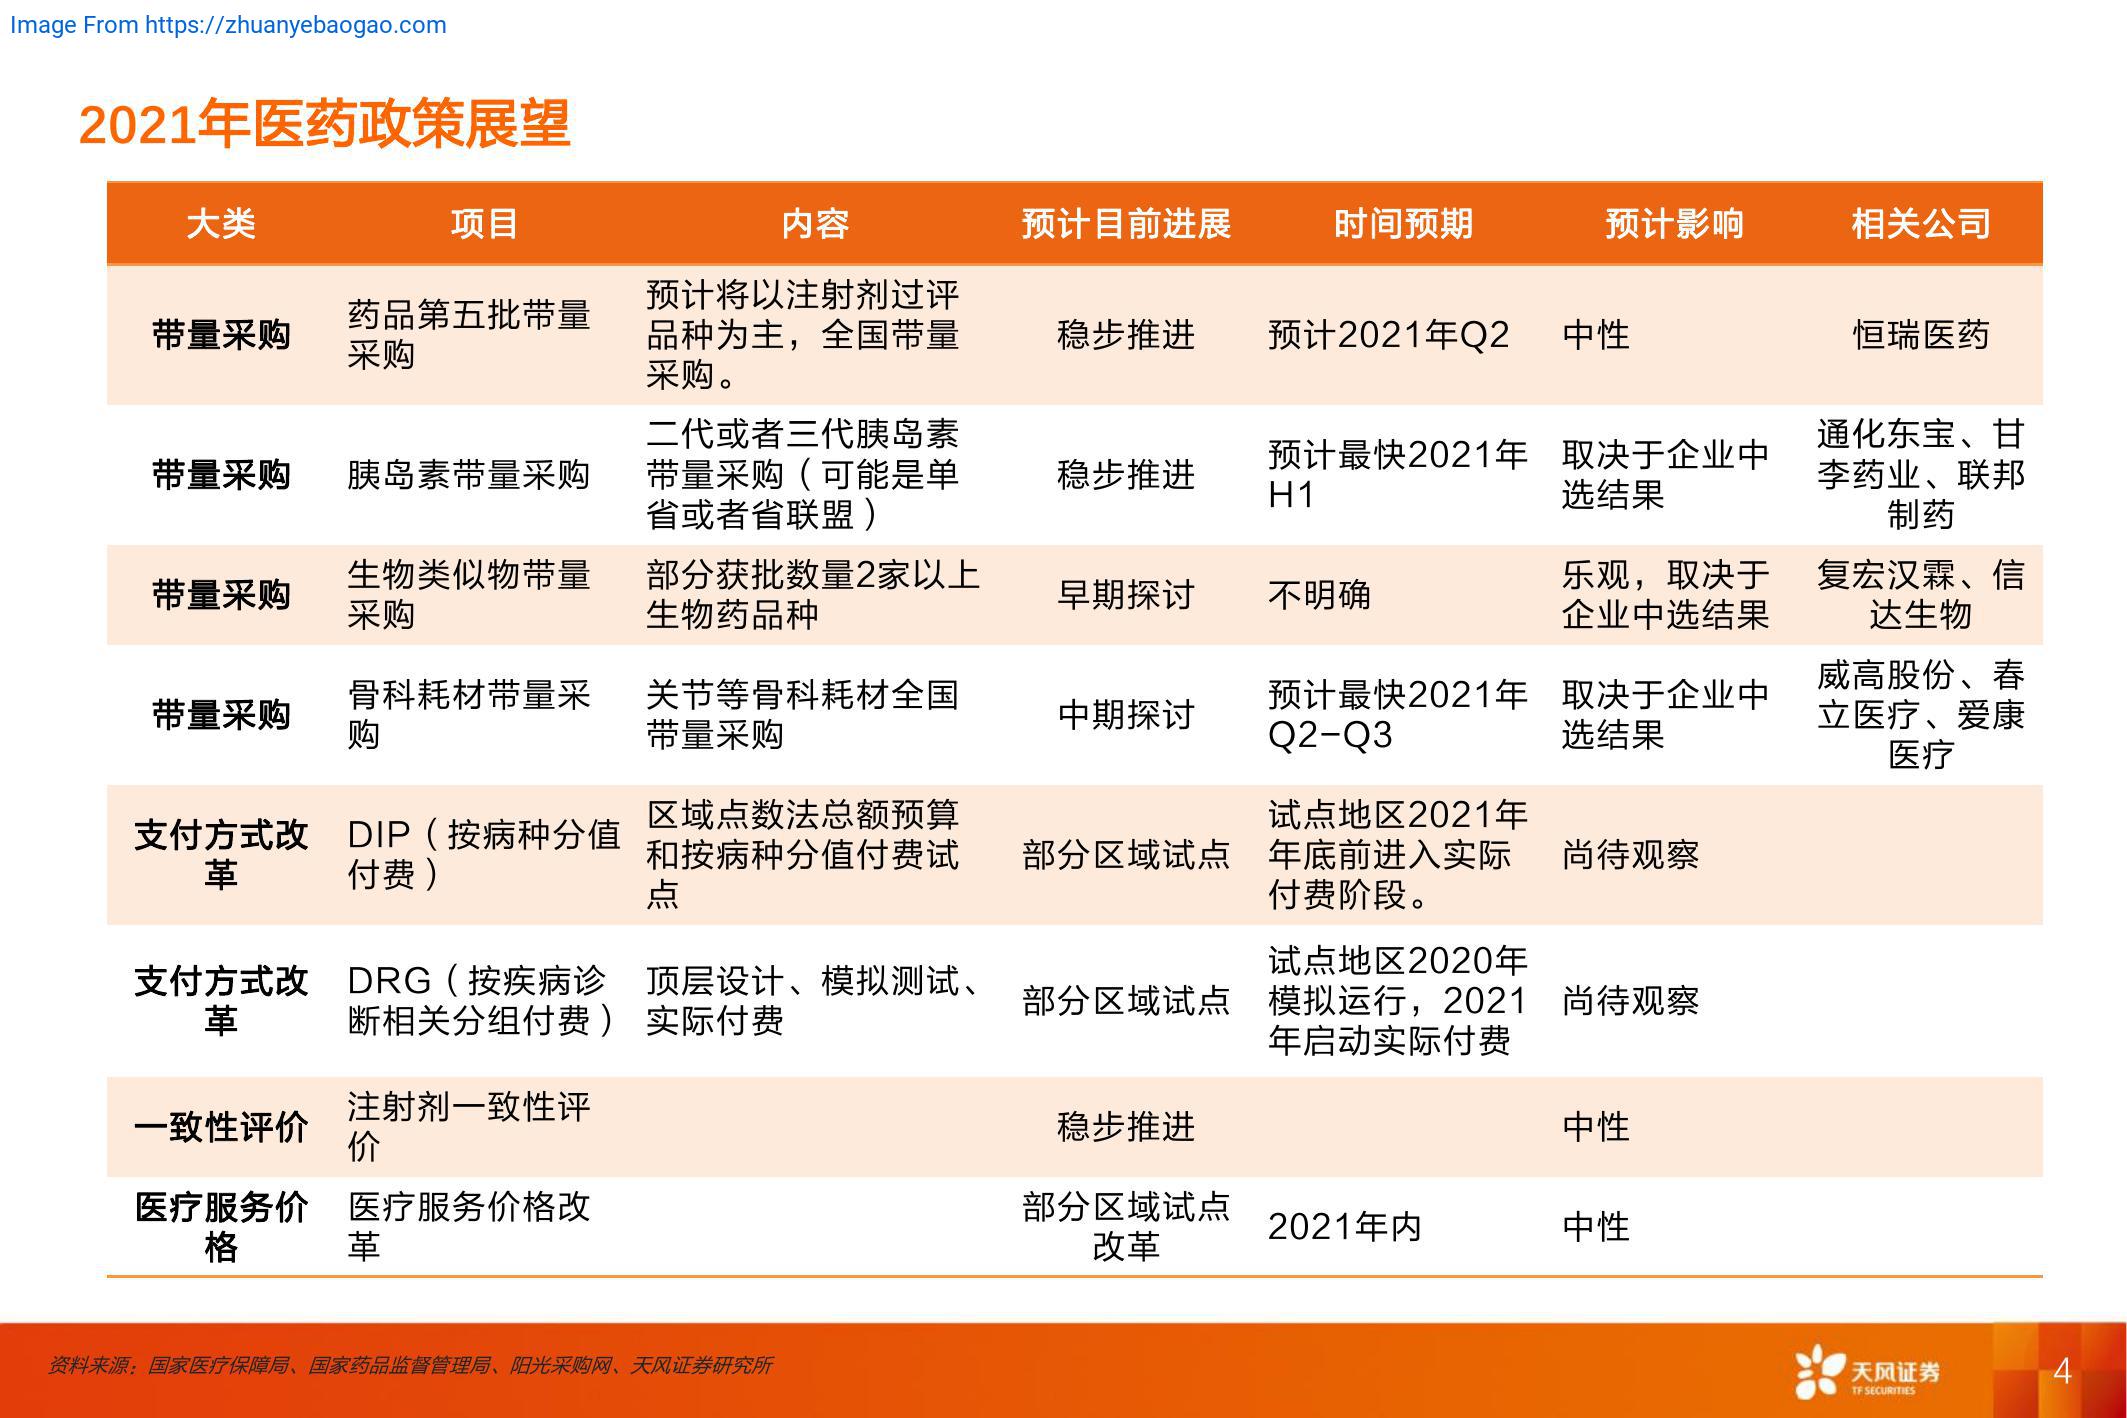 Image From https://zhuanyebaogao.com
2021年医药政策展望
大类 项目 内容 预计目前进展 时间预期 预计影响 相关公司
带量采购
药品第五批带量
采购
预计将以注射剂过评
品种为主，全国带量
采购。
稳步推进
预计2021年Q2
中性
恒瑞医药
带量采购
胰岛素带量采购
二代或者三代胰岛素
带量采购（可能是单
省或者省联盟）
稳步推进
预计最快2021年
H1
取决于企业中
选结果
通化东宝、甘
李药业、联邦
制药
带量采购
生物类似物带量
采购
部分获批数量2家以上
生物药品种
早期探讨
不明确
乐观，取决于
企业中选结果
复宏汉霖、信
达生物
带量采购
骨科耗材带量采
购
关节等骨科耗材全国
带量采购
中期探讨
预计最快2021年
Q2-Q3
取决于企业中
选结果
威高股份、春
立医疗、爱康
医疗
支付方式改
革
DIP（按病种分值
付费）
区域点数法总额预算
和按病种分值付费试
点
部分区域试点
试点地区2021年
年底前进入实际
付费阶段。
尚待观察
支付方式改
革
DRG（按疾病诊
断相关分组付费）
顶层设计、模拟测试、
实际付费
部分区域试点
试点地区2020年
模拟运行，2021
年启动实际付费
尚待观察
一致性评价
注射剂一致性评
价
稳步推进
中性
医疗服务价
格
医疗服务价格改
革
部分区域试点
改革
2021年内
中性
资料来源：国家医疗保障局、国家药品监督管理局、阳光采购网、天风证券研究所
天风证券
TF SECURITIES
4